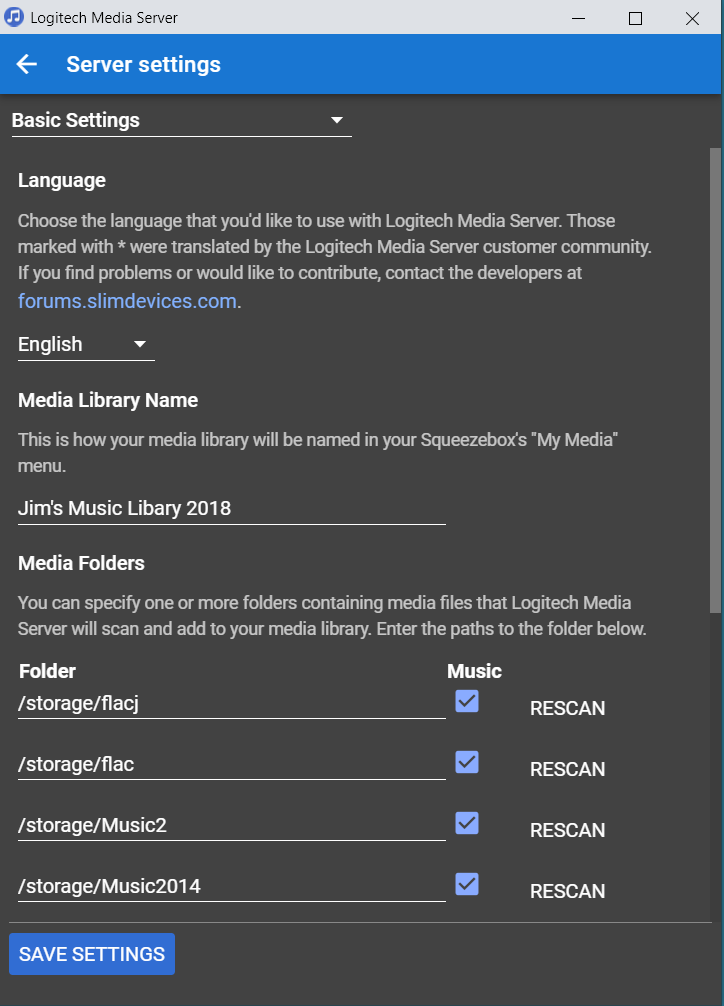 Logitech Media Server
Server settings
Basic Settings
Language
Choose the language that you'd like to use with Logitech Media Server. Those
marked with * were translated by the Logitech Media Server customer community.
If you find problems or would like to contribute, contact the developers at
forums.slimdevices.com.
English
Media Library Name
This is how your media library will be named in your Squeezebox's "My Media"
menu.
Jim's Music Libary 2018
Media Folders
You can specify one or more folders containing media files that Logitech Media
Server will scan and add to your media library. Enter the paths to the folder below.
Folder Music
/storage/flacj RESCAN
/storage/flac RESCAN
/storage/Music2 RESCAN
/storage/Music2014 RESCAN
SAVE SETTINGS